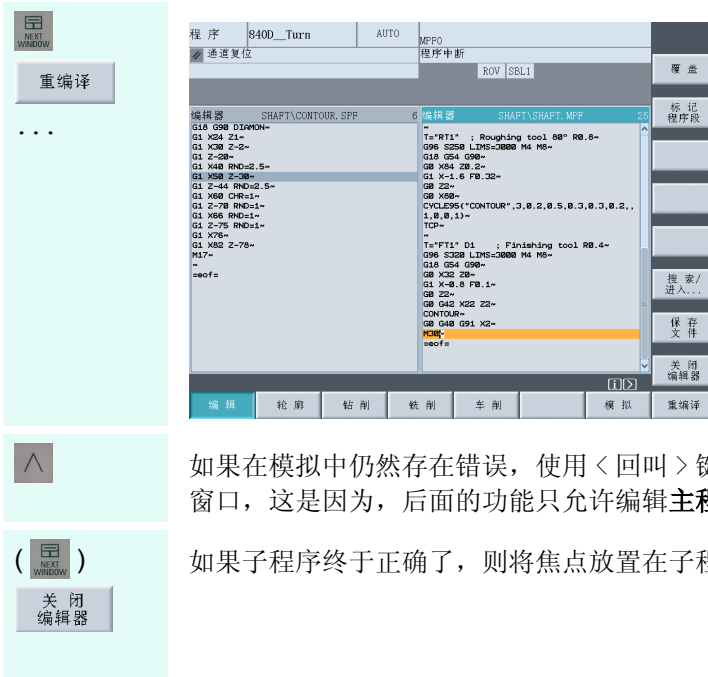 NEXT
WINDOW
重编译
...
程 序
840D__Turn
AUTO
MPF0
通道复位
程序中断
ROV SBL1
编辑器 SHAFT\CONTOUR.SPF 6
G18 G90 DIAMON~
G1 X24 Z1~
G1 X30 Z-2~
G1 Z-20~
G1 X40 RND=2.5~
G1 X50 Z-30~
G1 Z-44 RND=2.5~
G1 X60 CHR=1~
G1 Z-70 RND=1~
G1 X66 RND=1~
G1 Z-75 RND=1~
G1 X76~
G1 X82 Z-78~
M17~
~
=eof=
编辑器 SHAFT\SHAFT.MPF 25
~
T="RT1" ; Roughing tool 80° R0.8~
G96 S250 LIMS=3000 M4 M8~
G18 G54 G90~
G0 X84 Z0.2~
G1 X-1.6 F0.32~
G0 Z2~
G0 X80~
CYCLE95("CONTOUR",3,0.2,0.5,0.3,0.3,0.2,,
1,0,0,1)~
TCP~
~
T="FT1" D1 ; Finishing tool R0.4~
G96 S320 LIMS=3000 M4 M8~
G18 G54 G90~
G0 X32 Z0~
G1 X-0.8 F0.1~
G0 Z2~
G0 G42 X22 Z2~
CONTOUR~
G0 G40 G91 X2~
M30~
=eof=
覆 盖
标 记
程序段
搜 索/
进入...
保 存
文 件
关 闭
编辑器
重编译
编 辑
轮 廓
钻 削
铣 削
车 削
模 拟
如果在模拟中仍然存在错误，使用＜回叫＞键
窗口，这是因为，后面的功能只允许编辑主程
( NEXT
WINDOW )
如果子程序终于正确了，则将焦点放置在子程
关 闭
编辑器